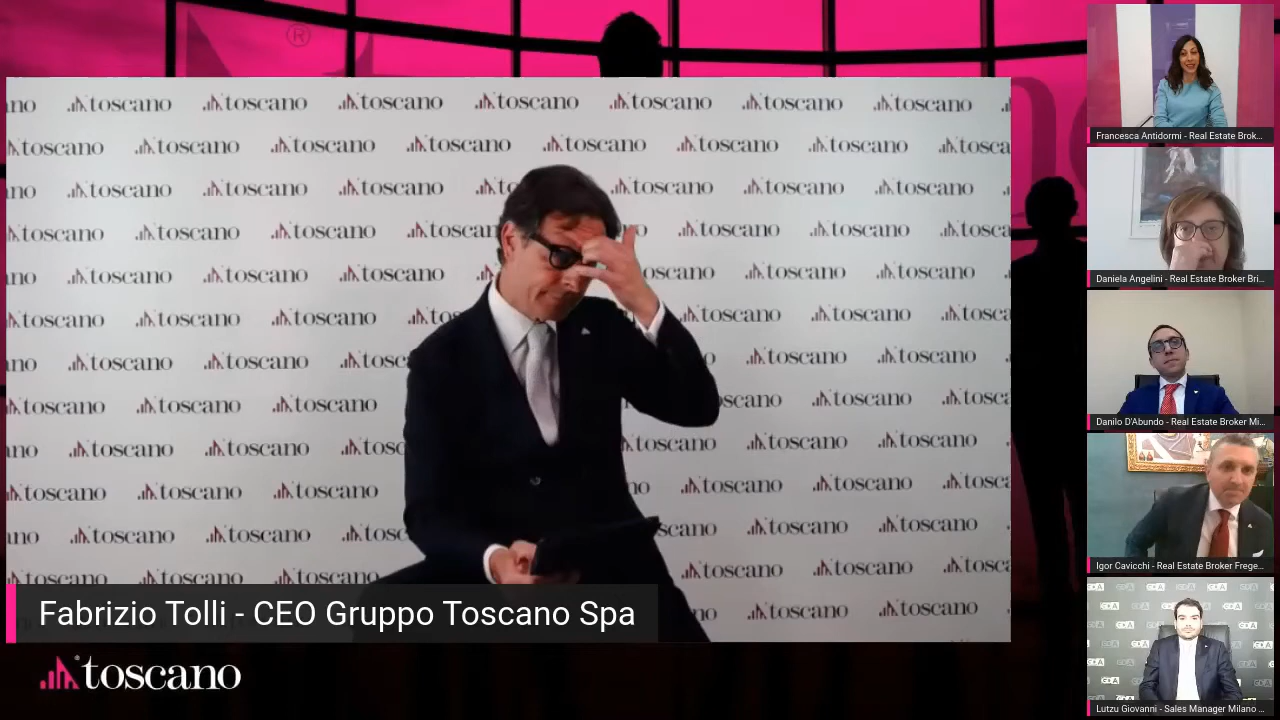 Fabrizio Tolli - CEO Gruppo Toscano Spa
toscano
Francesca Antidormi - Real Estate Brok...
Daniela Angelini - Real Estate Broker Bri...
Danilo D'Abundo - Real Estate Broker Mi...
Igor Cavicchi - Real Estate Broker Frege...
Lutzu Giovanni - Sales Manager Milano ...